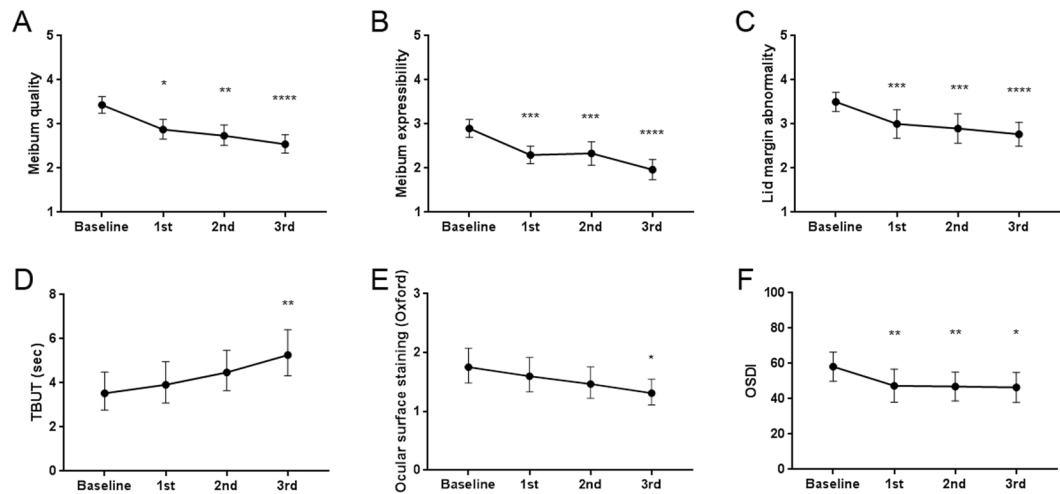 A
Meibum quality
5
4
3
2
1
*
**
****
Baseline 1st 2nd 3rd
B
Meibum expressibility
5
4
3
2
1
***
***
****
Baseline 1st 2nd 3rd
C
Lid margin abnormality
5
4
3
2
1
***
***
****
Baseline 1st 2nd 3rd
D
TBUT (sec)
8
6
4
2
0
**
Baseline 1st 2nd 3rd
E
Ocular surface staining (Oxford)
3
2
1
0
*
Baseline 1st 2nd 3rd
F
OSDI
100
80
60
40
20
0
**
**
*
Baseline 1st 2nd 3rd